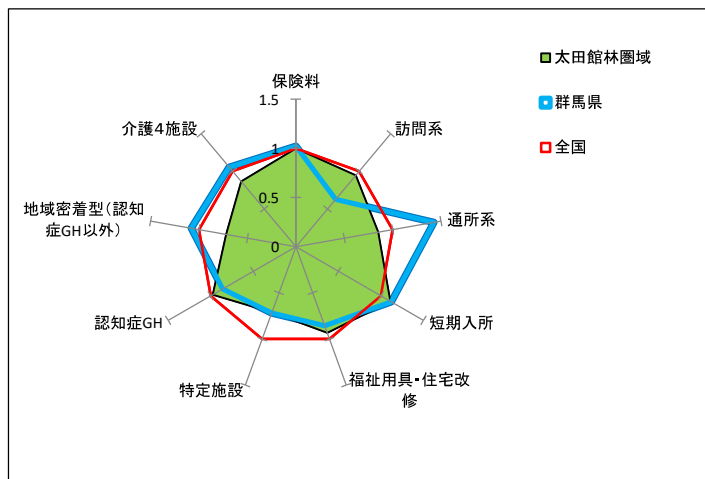 保険料
訪問系
通所系
短期入所
福祉用具・住宅改
修
特定施設
認知症GH
地域密着型(認知
症GH以外)
介護4施設
1.5
1
0.5
0
太田館林圏域
群馬県
全国